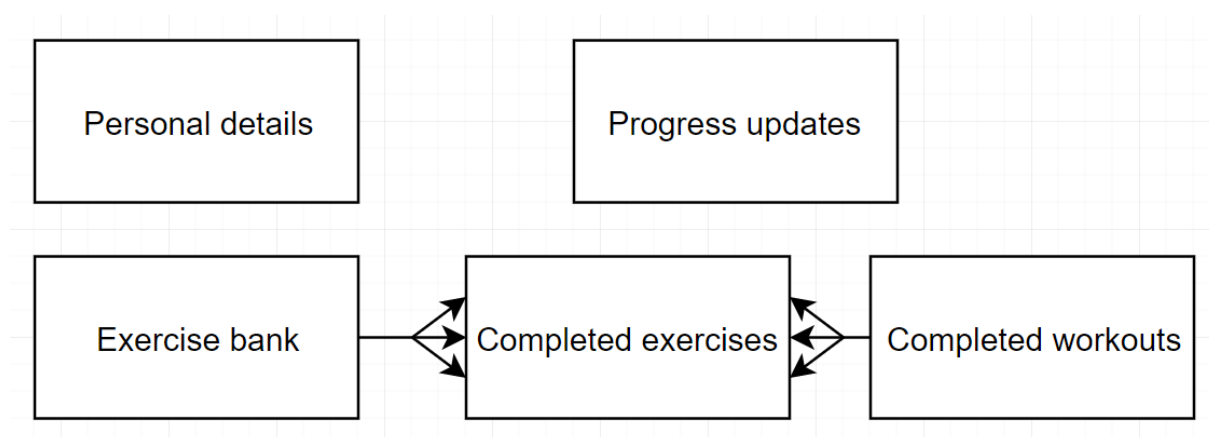 Personal details
Progress updates
Exercise bank
Completed exercises
Completed workouts